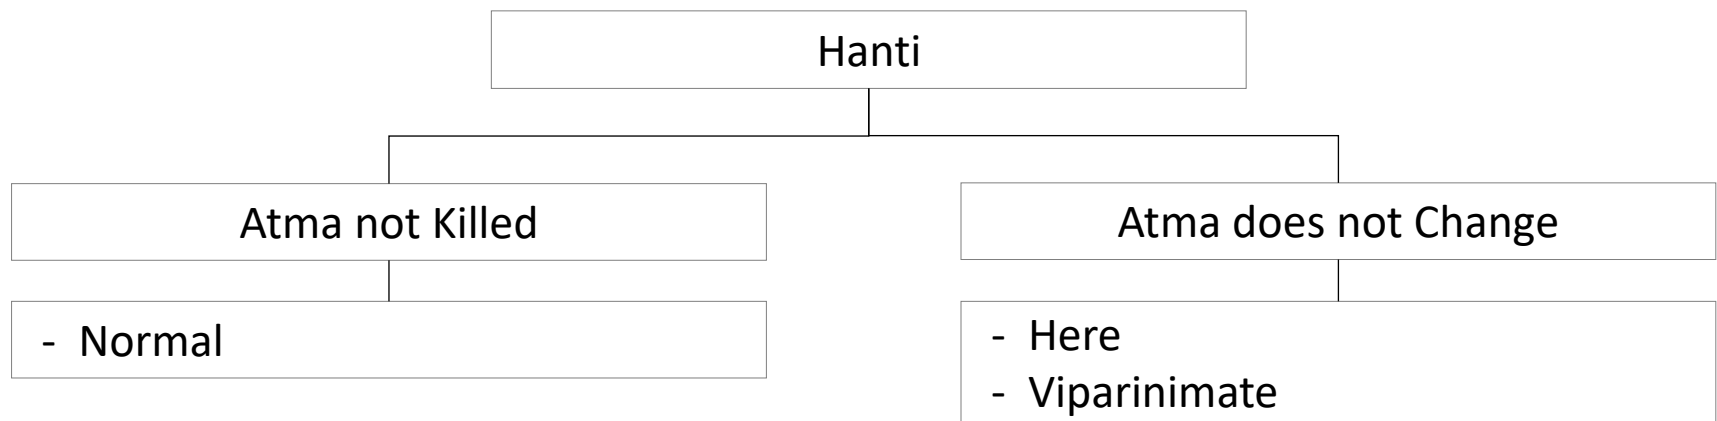 Hanti
Atma not Killed
Atma does not Change
- Normal
- Here
- Viparinimate